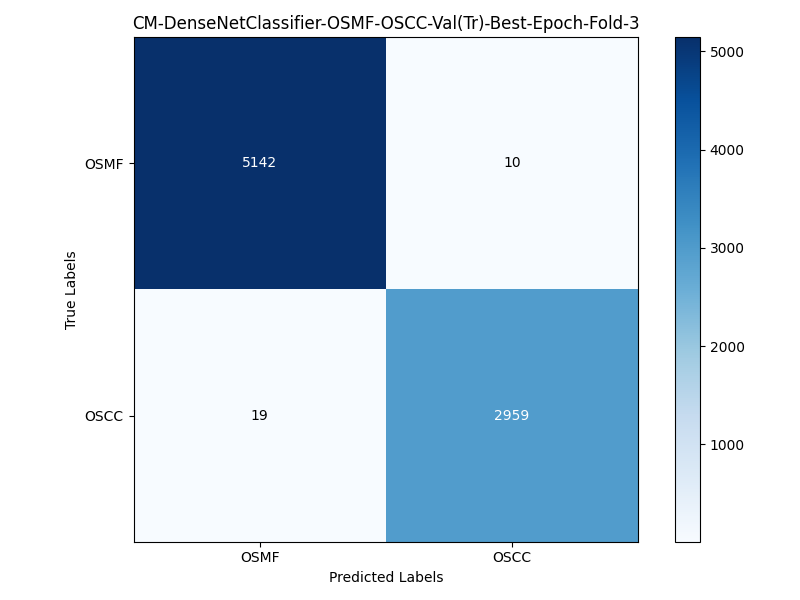 CM-DenseNetClassifier-OSMF-OSCC-Val(Tr)-Best-Epoch-Fold-3
True Labels
OSMF
5142
10
OSCC
19
2959
OSMF
OSCC
Predicted Labels
5000
4000
3000
2000
1000